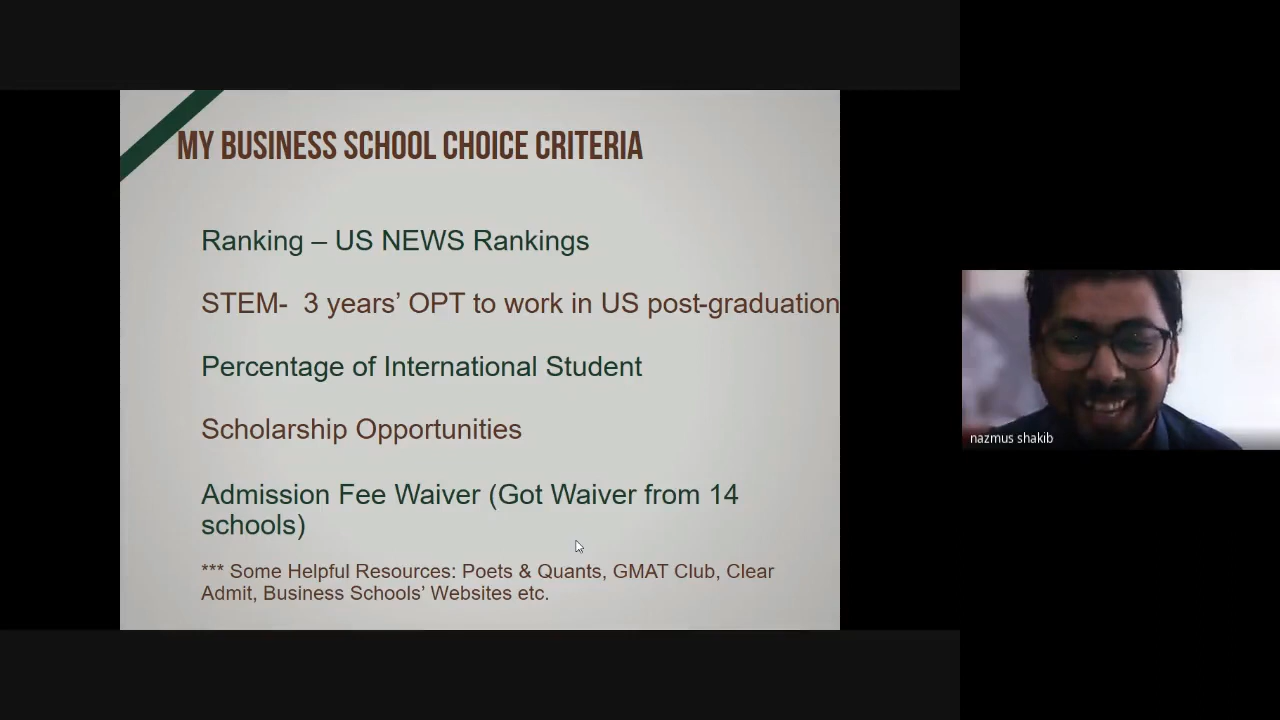 MY BUSINESS SCHOOL CHOICE CRITERIA
Ranking – US NEWS Rankings
STEM-  3 years’ OPT to work in US post-graduation
Percentage of International Student
Scholarship Opportunities
Admission Fee Waiver (Got Waiver from 14
schools)
*** Some Helpful Resources: Poets & Quants, GMAT Club, Clear
Admit, Business Schools’ Websites etc.
nazmus shakib